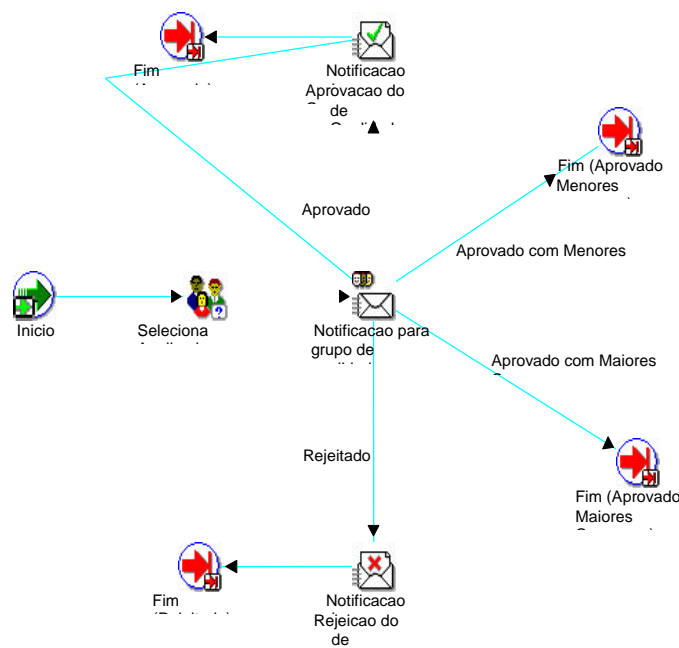 Fim
Notificacao
Aprovacao do
de
Fim (Aprovado
Menores
Aprovado
Aprovado com Menores
Inicio
Seleciona
Notificacao para
grupo de
Aprovado com Maiores
Rejeitado
Fim (Aprovado
Maiores
Fim
Notificacao
Rejeicao do
de